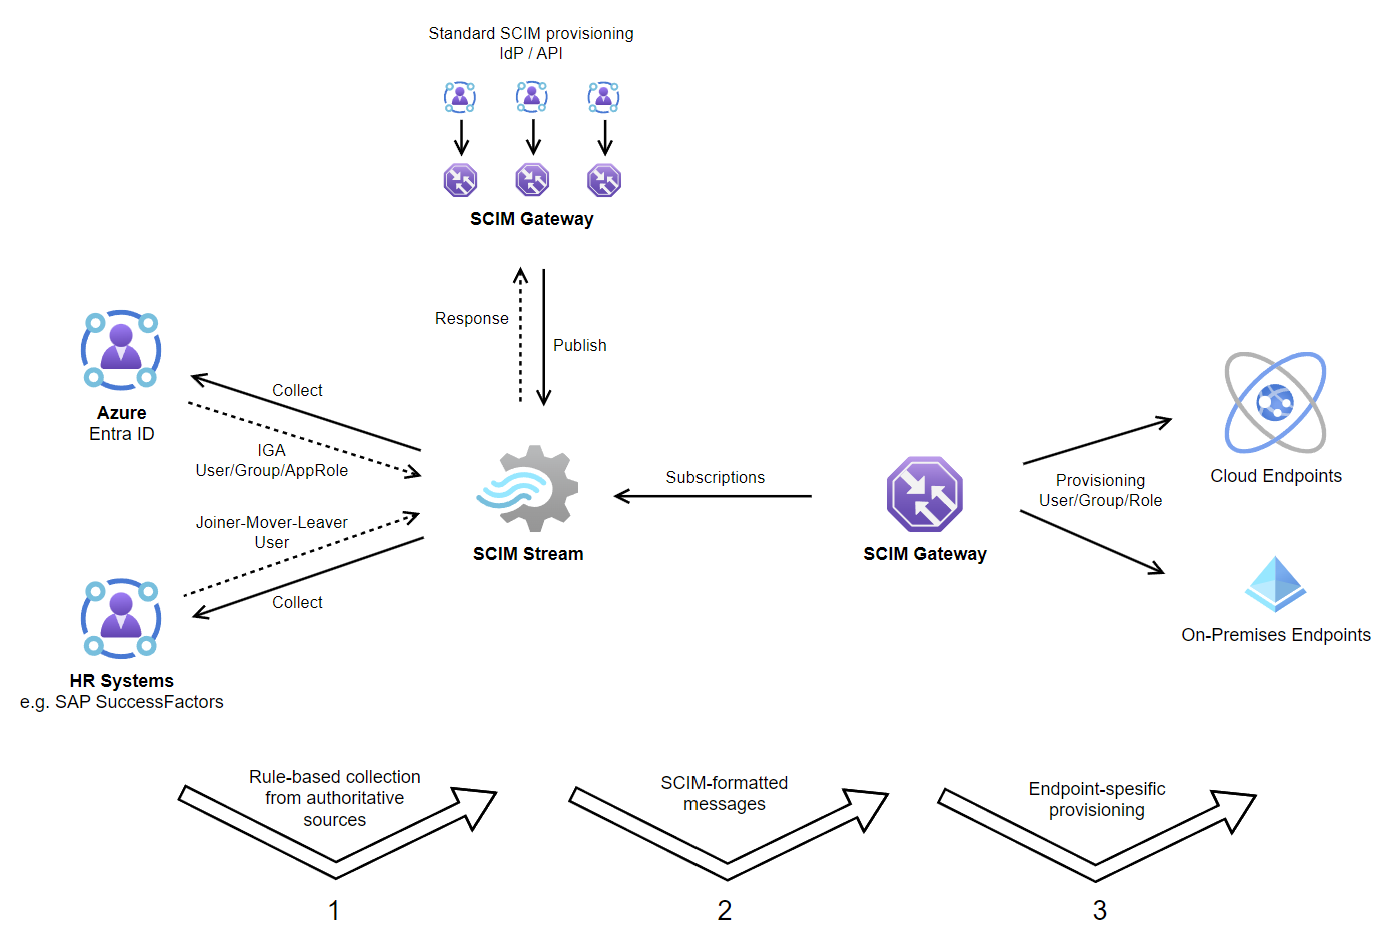 Standard SCIM provisioning
IdP / API
SCIM Gateway
Response
Publish
Collect
Azure
Entra ID
IGA
User/Group/AppRole
Joiner-Mover-Leaver
User
Collect
HR Systems
e.g. SAP SuccessFactors
SCIM Stream
Subscriptions
SCIM Gateway
Provisioning
User/Group/Role
Cloud Endpoints
On-Premises Endpoints
Rule-based collection
from authoritative
sources
1
SCIM-formatted
messages
2
Endpoint-spesific
provisioning
3